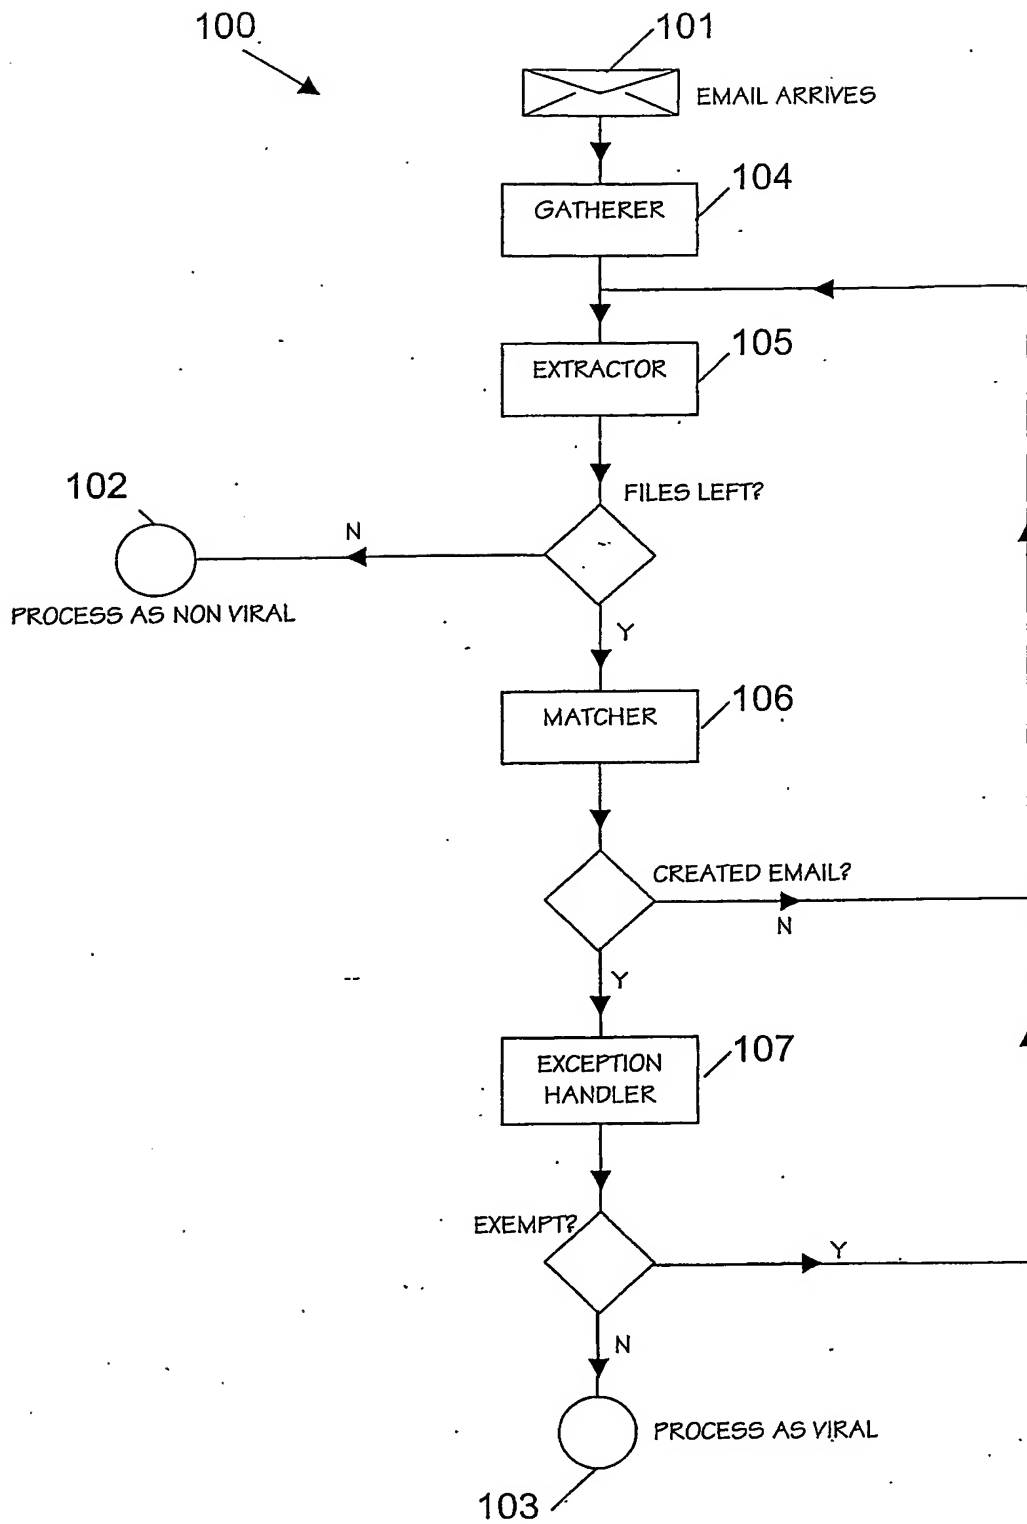 100
101
EMAIL ARRIVES
104
GATHERER
105
EXTRACTOR
102
FILES LEFT?
N
PROCESS AS NON VIRAL
Y
106
MATCHER
CREATED EMAIL?
N
Y
107
EXCEPTION
HANDLER
EXEMPT?
Y
N
PROCESS AS VIRAL
103